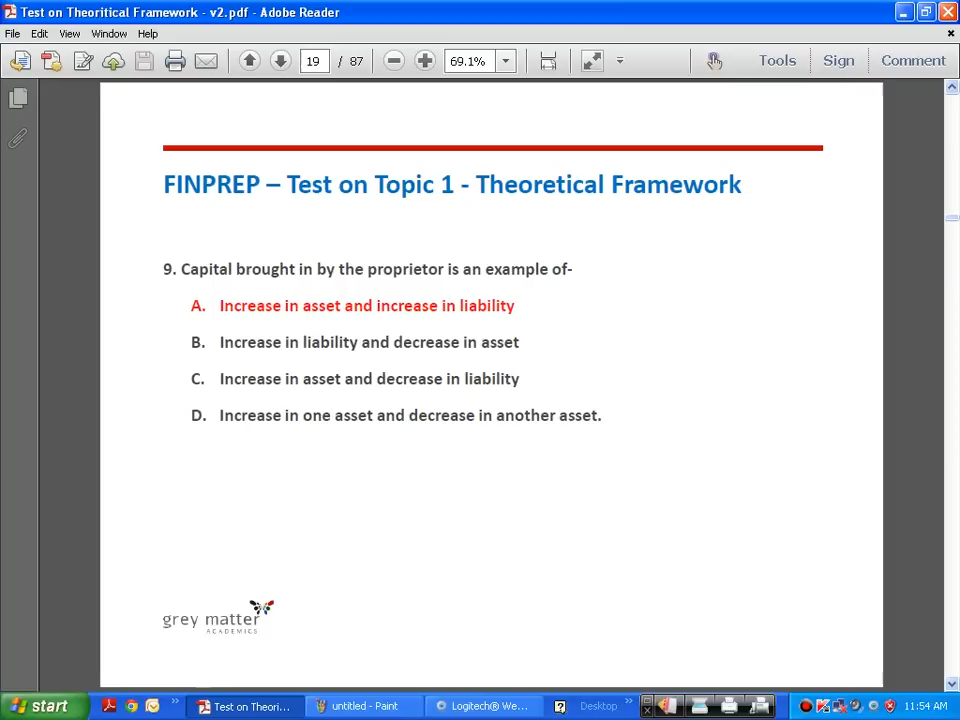 Test on Theoritical Framework - v2.pdf - Adobe Reader
File Edit View Window Help
19 / 87 69.1% Tools Sign Comment
FINPREP – Test on Topic 1 - Theoretical Framework
9. Capital brought in by the proprietor is an example of-
A. Increase in asset and increase in liability
B. Increase in liability and decrease in asset
C. Increase in asset and decrease in liability
D. Increase in one asset and decrease in another asset.
grey matter
ACADEMICS
start Test on Theori... untitled - Paint Logitech® We... Desktop 11:54 AM